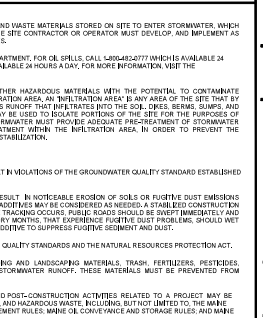 ND WASTE MATERIALS STORED ON SITE TO ENTER STORMWATER, WHICH
E SITE CONTRACTOR OR OPERATOR MUST DEVELOP, AND IMPLEMENT AS
S.
ARTMENT. FOR OIL SPILLS, CALL 1-800-482-0777 WHICH IS AVAILABLE 24
AILABLE 24 HOURS A DAY. FOR MORE INFORMATION, VISIT THE
THER HAZARDOUS MATERIALS WITH THE POTENTIAL TO CONTAMINATE
RATION AREA. AN "INFILTRATION AREA" IS ANY AREA OF THE SITE THAT BY
S RUNOFF THAT INFILTRATES INTO THE SOIL. DIKES, BERMS, SUMPS, AND
AY BE USED TO ISOLATE PORTIONS OF THE SITE FOR THE PURPOSES OF
ORMWATER MUST PROVIDE ADEQUATE PRE-TREATMENT OF STORMWATER
ATMENT WITHIN THE INFILTRATION AREA, IN ORDER TO PREVENT THE
STABILIZATION.
T IN VIOLATIONS OF THE GROUNDWATER QUALITY STANDARD ESTABLISHED
RESULT IN NOTICEABLE EROSION OF SOILS OR FUGITIVE DUST EMISSIONS
ADDITIVES MAY BE CONSIDERED AS NEEDED. A STABILIZED CONSTRUCTION
TRACKING OCCURS, PUBLIC ROADS SHOULD BE SWEPT IMMEDIATELY AND
RY MONTHS, THAT EXPERIENCE FUGITIVE DUST PROBLEMS, SHOULD WET
DDITIVE TO SUPPRESS FUGITIVE SEDIMENT AND DUST.
QUALITY STANDARDS AND THE NATURAL RESOURCES PROTECTION ACT.
ING AND LANDSCAPING MATERIALS, TRASH, FERTILIZERS, PESTICIDES,
STORMWATER RUNOFF. THESE MATERIALS MUST BE PREVENTED FROM
D POST-CONSTRUCTION ACTIVITIES RELATED TO A PROJECT MAY BE
, AND HAZARDOUS WASTE, INCLUDING, BUT NOT LIMITED TO, THE MAINE
EMENT RULES; MAINE OIL CONVEYANCE AND STORAGE RULES; AND MAINE